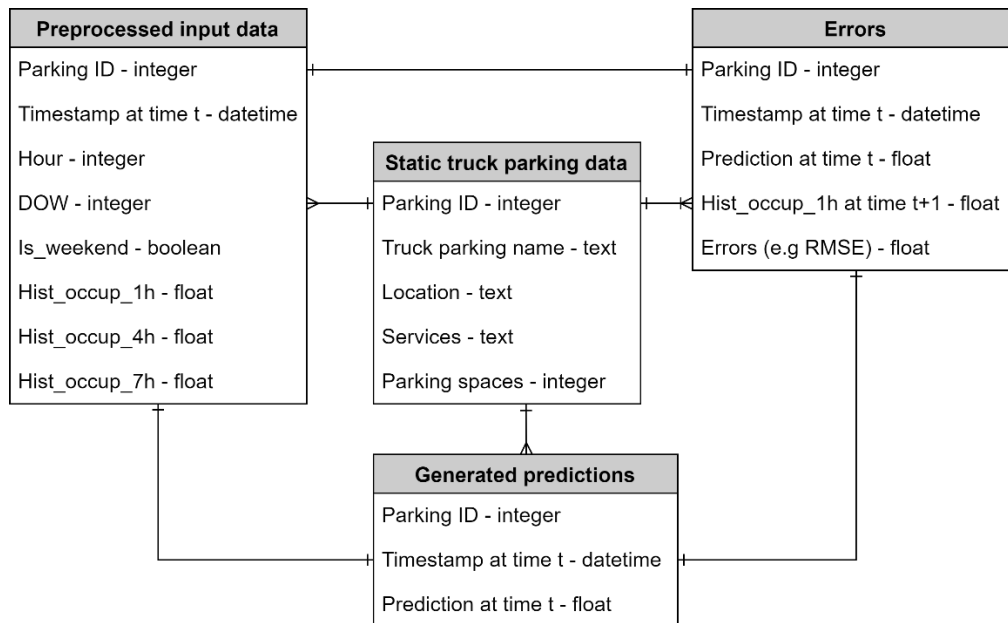 Preprocessed input data
Parking ID - integer
Timestamp at time t - datetime
Hour - integer
DOW - integer
Is_weekend - boolean
Hist_occup_1h - float
Hist_occup_4h - float
Hist_occup_7h - float
Static truck parking data
Parking ID - integer
Truck parking name - text
Location - text
Services - text
Parking spaces - integer
Errors
Parking ID - integer
Timestamp at time t - datetime
Prediction at time t - float
Hist_occup_1h at time t+1 - float
Errors (e.g RMSE) - float
Generated predictions
Parking ID - integer
Timestamp at time t - datetime
Prediction at time t - float